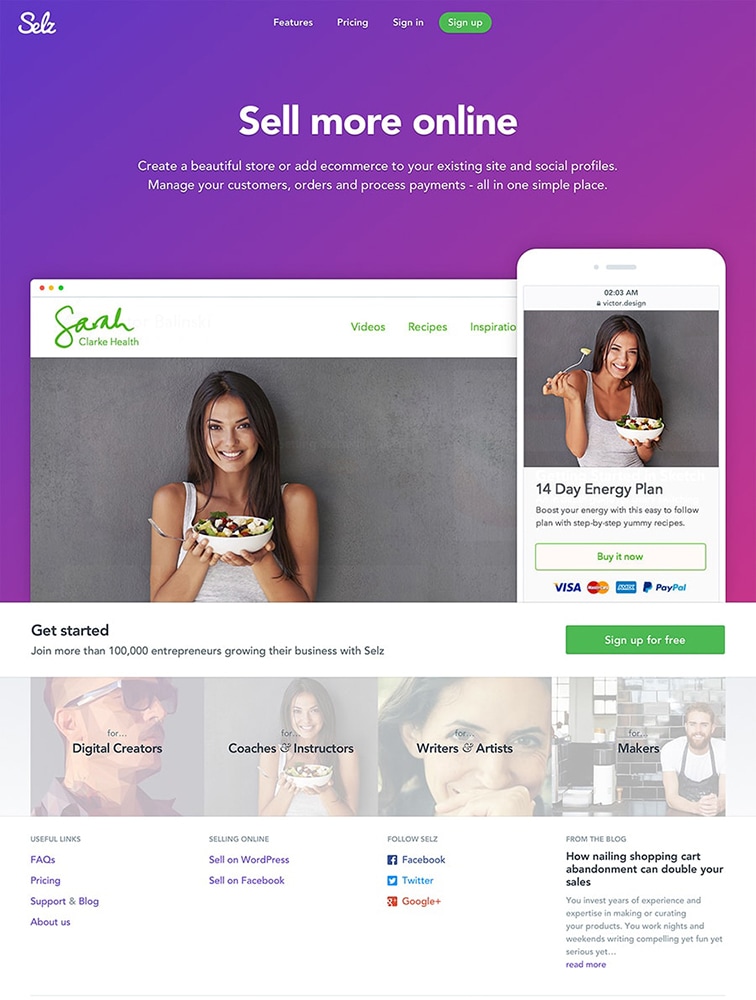 Selz
Features Pricing Sign in Sign up
Sell more online
Create a beautiful store or add ecommerce to your existing site and social profiles.
Manage your customers, orders and process payments - all in one simple place.
Sarah
Clarke Health
Videos Recipes Inspiratio
02:03 AM
victor.design
14 Day Energy Plan
Boost your energy with this easy to follow
plan with step-by-step yummy recipes.
Buy it now
VISA MasterCard PayPal
Get started
Join more than 100,000 entrepreneurs growing their business with Selz
Sign up for free
for...
Digital Creators
for...
Coaches & Instructors
for...
Writers & Artists
for...
Makers
USEFUL LINKS
FAQs
Pricing
Support & Blog
About us
SELLING ONLINE
Sell on WordPress
Sell on Facebook
FOLLOW SELZ
Facebook
Twitter
Google+
FROM THE BLOG
How nailing shopping cart
abandonment can double your
sales
You invest years of experience and
expertise in making or curating
your products. You work nights and
weekends writing compelling yet fun yet
serious yet...
read more